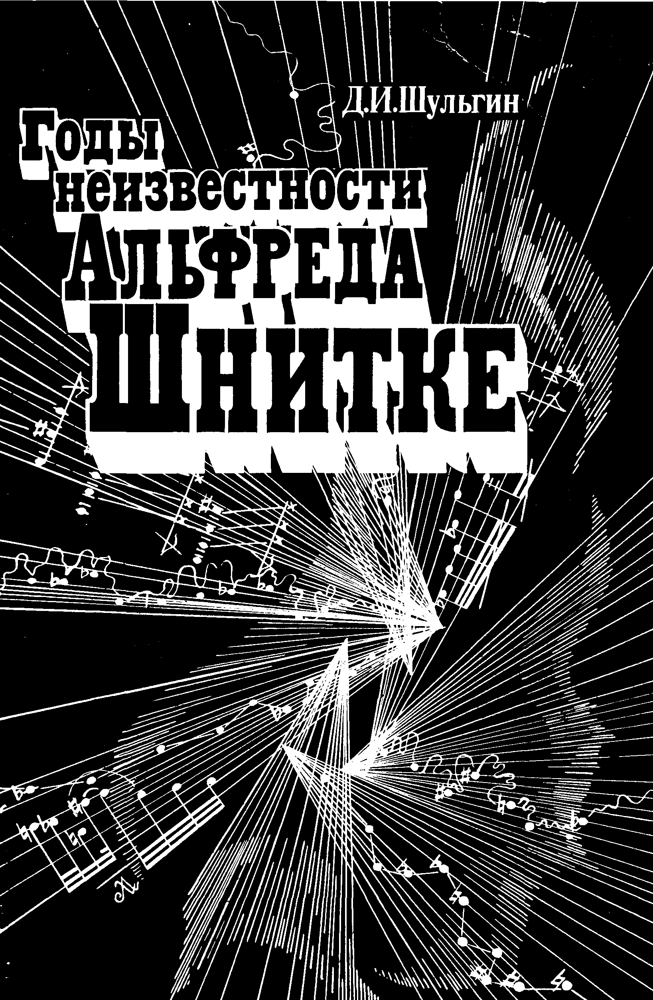 Д.И.Шульгин
Годы
неизвестности
Альфреда
Шнитке